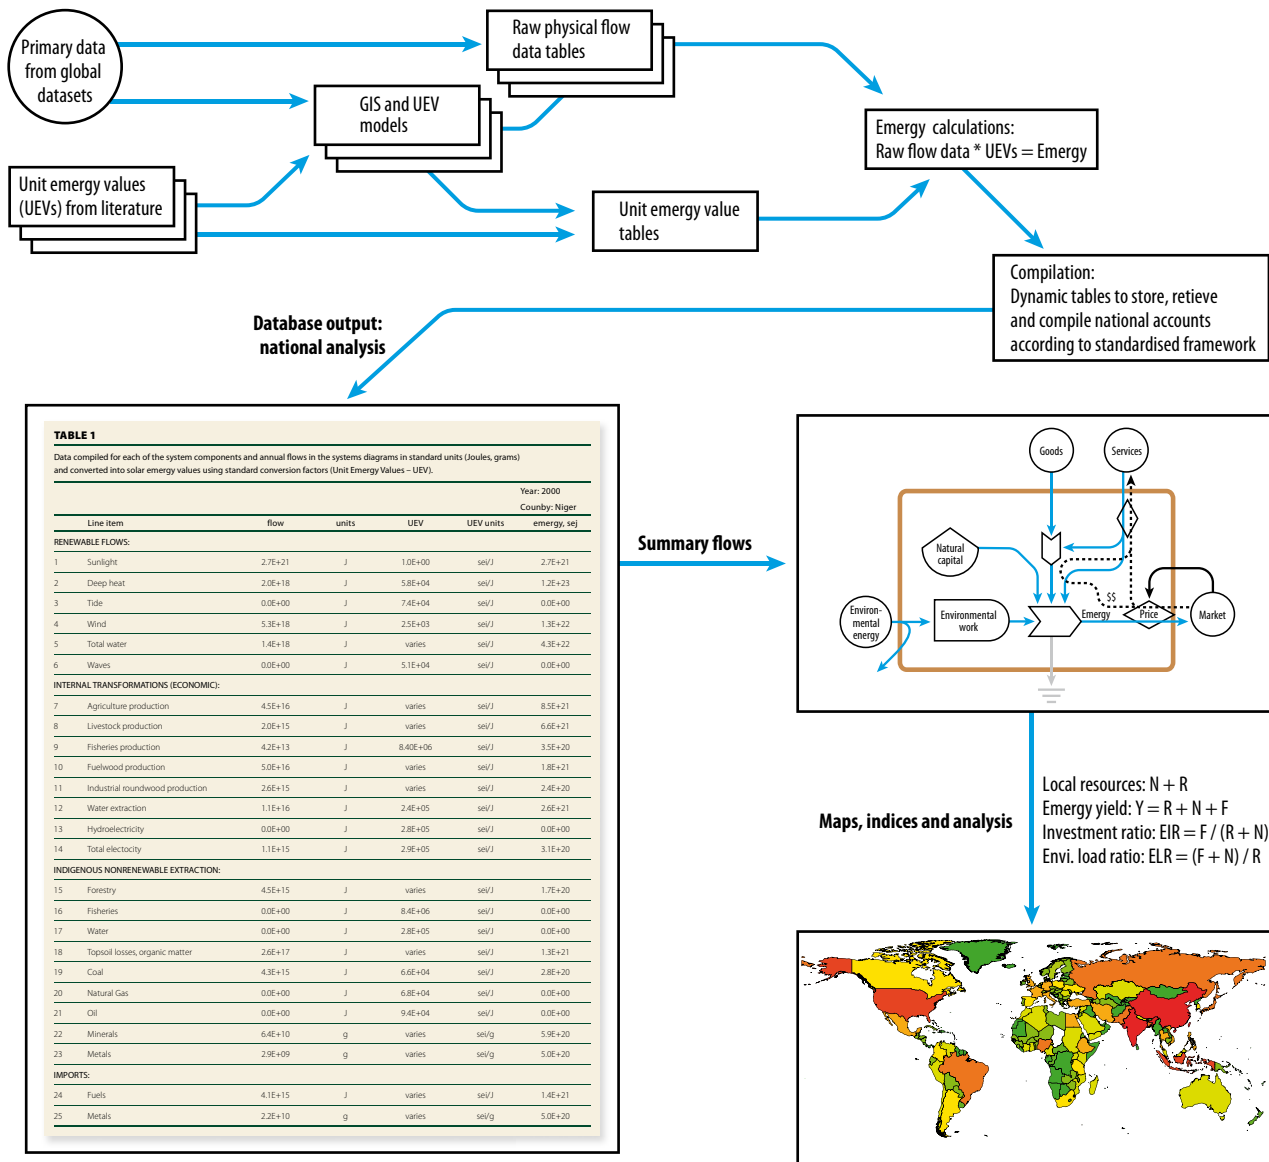 Primary data
from global
datasets
Raw physical flow
data tables
GIS and UEV
models
Unit emergy values
(UEVs) from literature
Unit emergy value
tables
Emergy calculations:
Raw flow data * UEVs = Emergy
Compilation:
Dynamic tables to store, retieve
and compile national accounts
according to standardised framework
Database output:
national analysis
TABLE 1
Data compiled for each of the system components and annual flows in the systems diagrams in standard units (Joules, grams)
and converted into solar emergy values using standard conversion factors (Unit Emergy Values – UEV).
Year: 2000
Counby: Niger
Line item flow units UEV UEV units emergy, sej
RENEWABLE FLOWS:
1 Sunlight 2.7E+21 J 1.0E+00 sei/J 2.7E+21
2 Deep heat 2.0E+18 J 5.8E+04 sei/J 1.2E+23
3 Tide 0.0E+00 J 7.4E+04 sei/J 0.0E+00
4 Wind 5.3E+18 J 2.5E+03 sei/J 1.3E+22
5 Total water 1.4E+18 J varies sei/J 4.3E+22
6 Waves 0.0E+00 J 5.1E+04 sei/J 0.0E+00
INTERNAL TRANSFORMATIONS (ECONOMIC):
7 Agriculture production 4.5E+16 J varies sei/J 8.5E+21
8 Livestock production 2.0E+15 J varies sei/J 6.6E+21
9 Fisheries production 4.2E+13 J 8.40E+06 sei/J 3.5E+20
10 Fuelwood production 5.0E+16 J varies sei/J 1.8E+21
11 Industrial roundwood production 2.6E+15 J varies sei/J 2.4E+20
12 Water extraction 1.1E+16 J 2.4E+05 sei/J 2.6E+21
13 Hydroelectricity 0.0E+00 J 2.8E+05 sei/J 0.0E+00
14 Total electocity 1.1E+15 J 2.9E+05 sei/J 3.1E+20
INDIGENOUS NONRENEWABLE EXTRACTION:
15 Forestry 4.5E+15 J varies sei/J 1.7E+20
16 Fisheries 0.0E+00 J 8.4E+06 sei/J 0.0E+00
17 Water 0.0E+00 J 2.8E+05 sei/J 0.0E+00
18 Topsoil losses, organic matter 2.6E+17 J varies sei/J 1.3E+21
19 Coal 4.3E+15 J 6.6E+04 sei/J 2.8E+20
20 Natural Gas 0.0E+00 J 6.8E+04 sei/J 0.0E+00
21 Oil 0.0E+00 J 9.4E+04 sei/J 0.0E+00
22 Minerals 6.4E+10 g varies sei/g 5.9E+20
23 Metals 2.9E+09 g varies sei/g 5.0E+20
IMPORTS:
24 Fuels 4.1E+15 J varies sei/J 1.4E+21
25 Metals 2.2E+10 g varies sei/g 5.0E+20
Summary flows
Goods
Services
Natural
capital
$$
Environ-
mental
energy
Environmental
work
Emergy
Price
Market
Maps, indices and analysis
Local resources: N + R
Emergy yield: Y = R + N + F
Investment ratio: EIR = F / (R + N)
Envi. load ratio: ELR = (F + N) / R